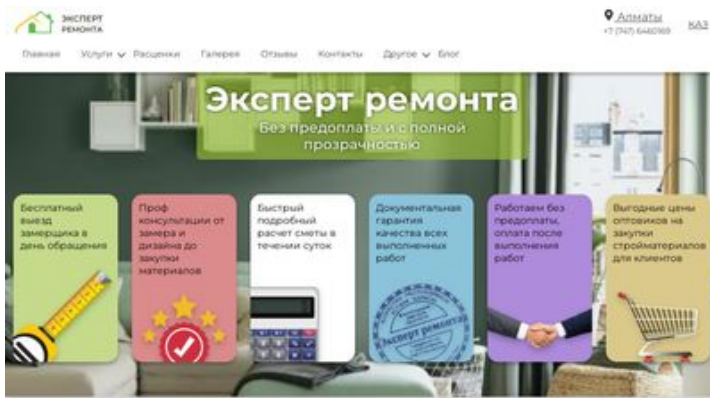 ЭКСПЕРТ
РЕМОНТА
Алматы
КАЗ
+7 (747) 6460169
Главная Услуги Расценки Галерея Отзывы Контакты Другое Блог
Эксперт ремонта
Без предоплаты и с полной
прозрачностью
Бесплатный
выезд
замерщика в
день обращения
Проф
консультации от
замера и
дизайна до
закупки
материалов
Быстрый
подробный
расчет сметы в
течении суток
Документальная
гарантия
качества всех
выполненных
работ
Эксперт ремонта
Работаем без
предоплаты,
оплата после
выполнения
работ
Выгодные цены
оптовиков на
закупки
стройматериалов
для клиентов